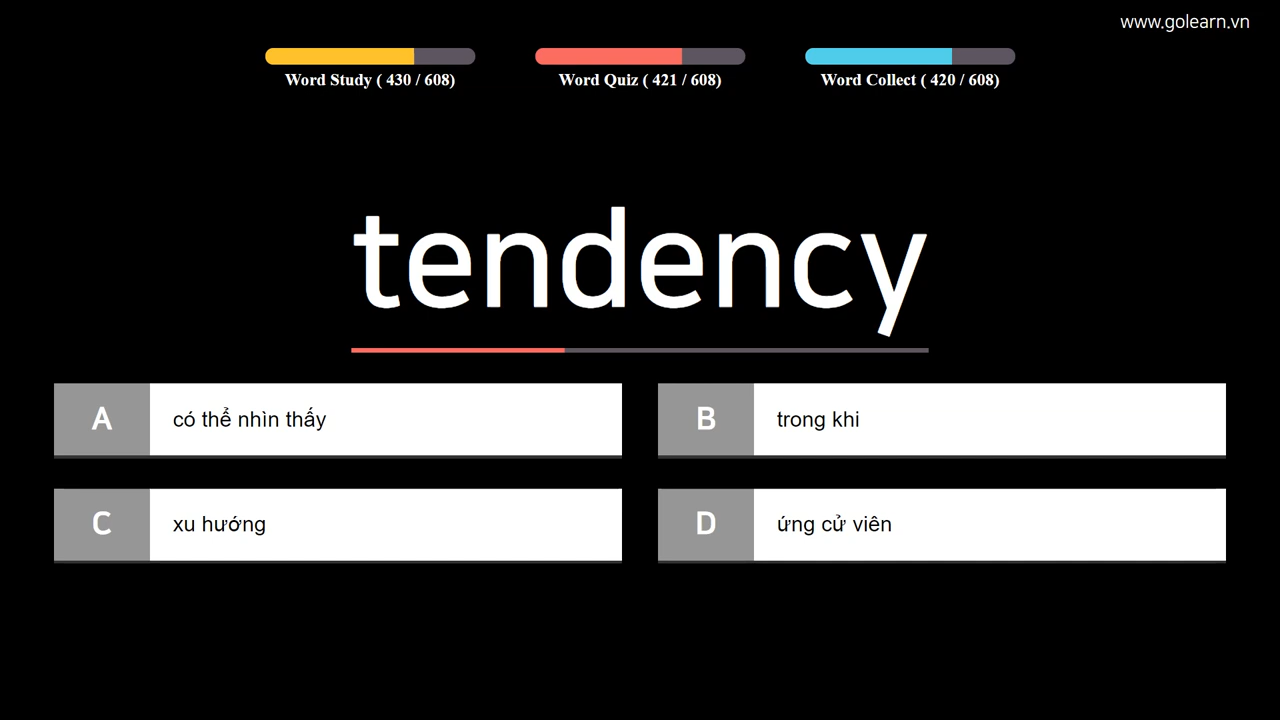 www.golearn.vn
Word Study ( 430 / 608)
Word Quiz ( 421 / 608)
Word Collect ( 420 / 608)
tendency
A có thể nhìn thấy
B trong khi
C xu hướng
D ứng cử viên